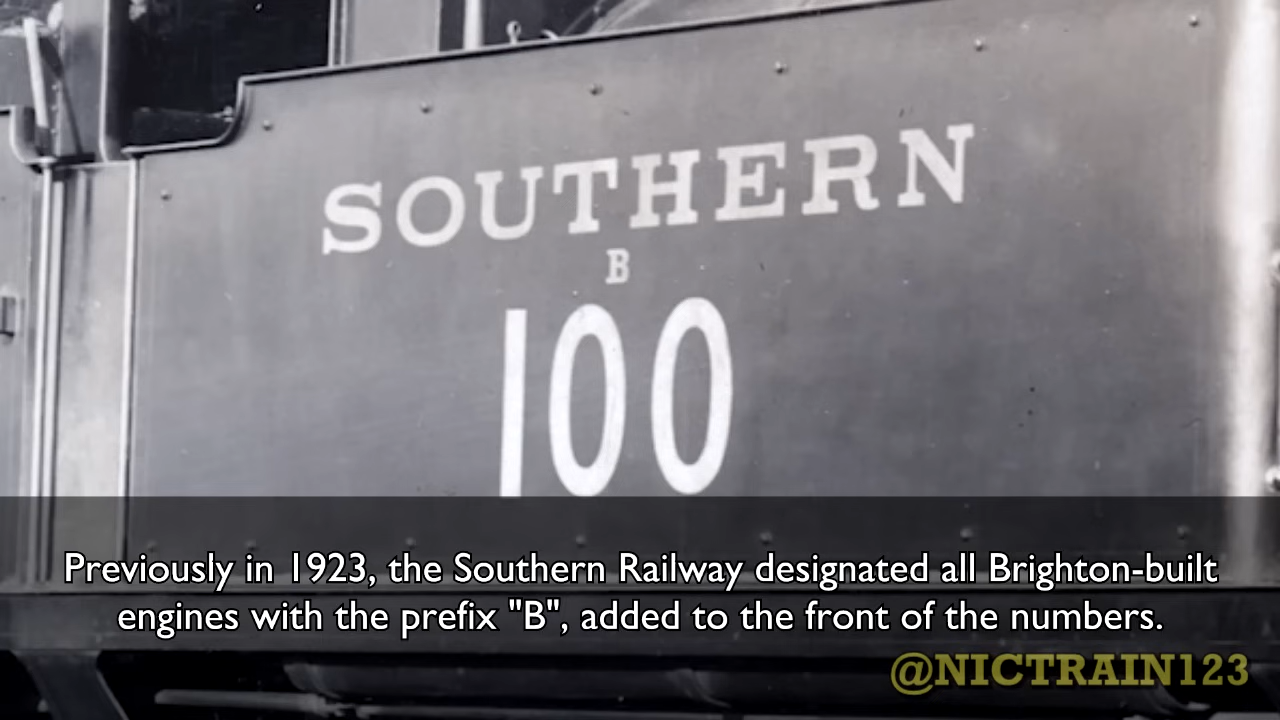 SOUTHERN
B
100
Previously in 1923, the Southern Railway designated all Brighton-built
engines with the prefix "B", added to the front of the numbers.
@NICTRAIN123